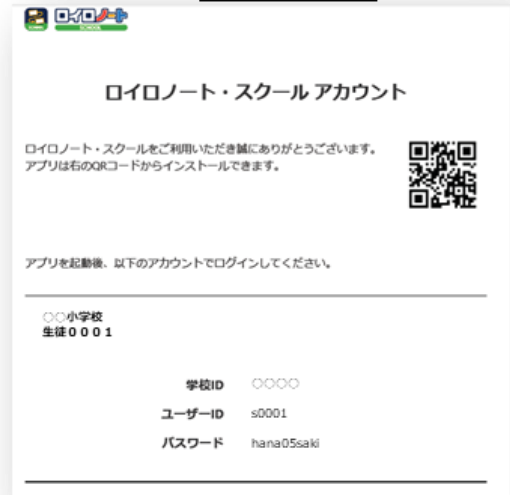 ロイロノート
SCHOOL
ロイロノート・スクール アカウント
ロイロノート・スクールをご利用いただき誠にありがとうございます。
アプリは右のQRコードからインストールできます。
アプリを起動後、以下のアカウントでログインしてください。
○○小学校
生徒０００１
学校ID ○○○○
ユーザーID s0001
パスワード hana05saki